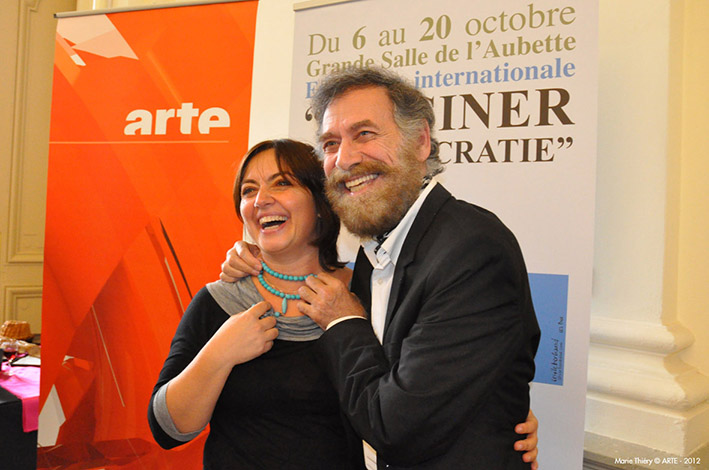 arte
Du 6 au 20 octobre
Grande Salle de l'Aubette
internationale
INER
CRATIE”
Marie Thiéry © ARTE - 2012